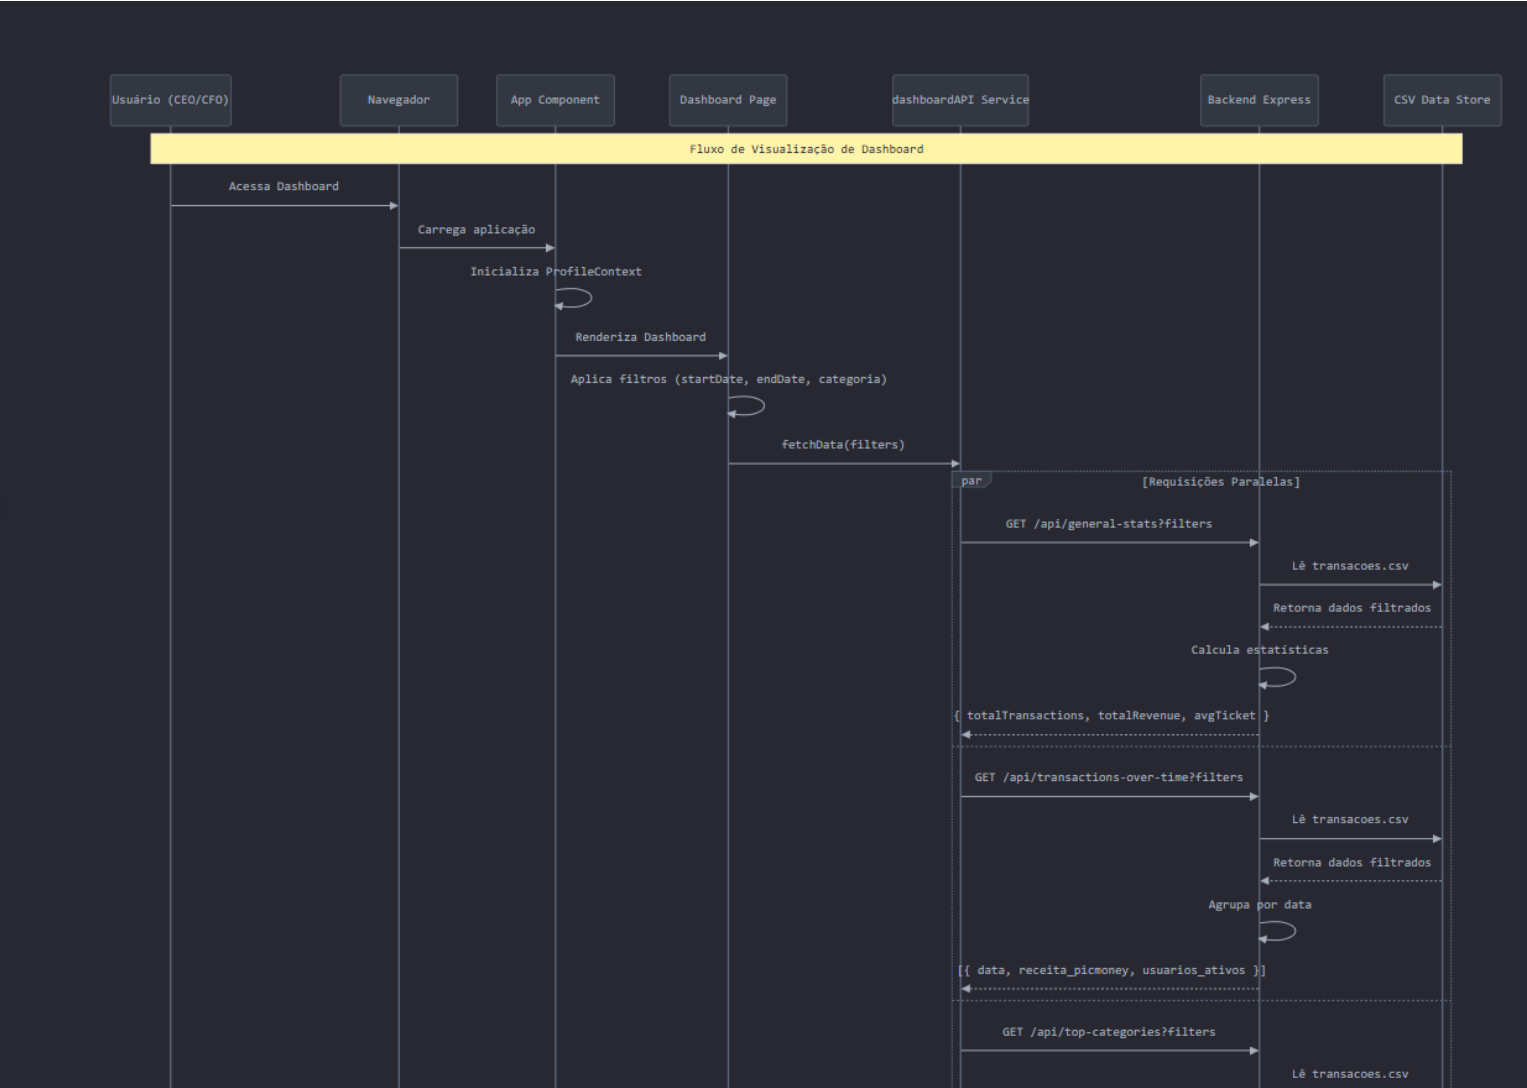 Usuário (CEO/CFO)
Navegador
App Component
Dashboard Page
dashboardAPI Service
Backend Express
CSV Data Store
Fluxo de Visualização de Dashboard
Acessa Dashboard
Carrega aplicação
Inicializa ProfileContext
Renderiza Dashboard
Aplica filtros (startDate, endDate, categoria)
fetchData(filters)
par
[Requisições Paralelas]
GET /api/general-stats?filters
Lê transacoes.csv
Retorna dados filtrados
Calcula estatísticas
{ totalTransactions, totalRevenue, avgTicket }
GET /api/transactions-over-time?filters
Lê transacoes.csv
Retorna dados filtrados
Agrupa por data
[{ data, receita_picmoney, usuarios_ativos }]
GET /api/top-categories?filters
Lê transacoes.csv